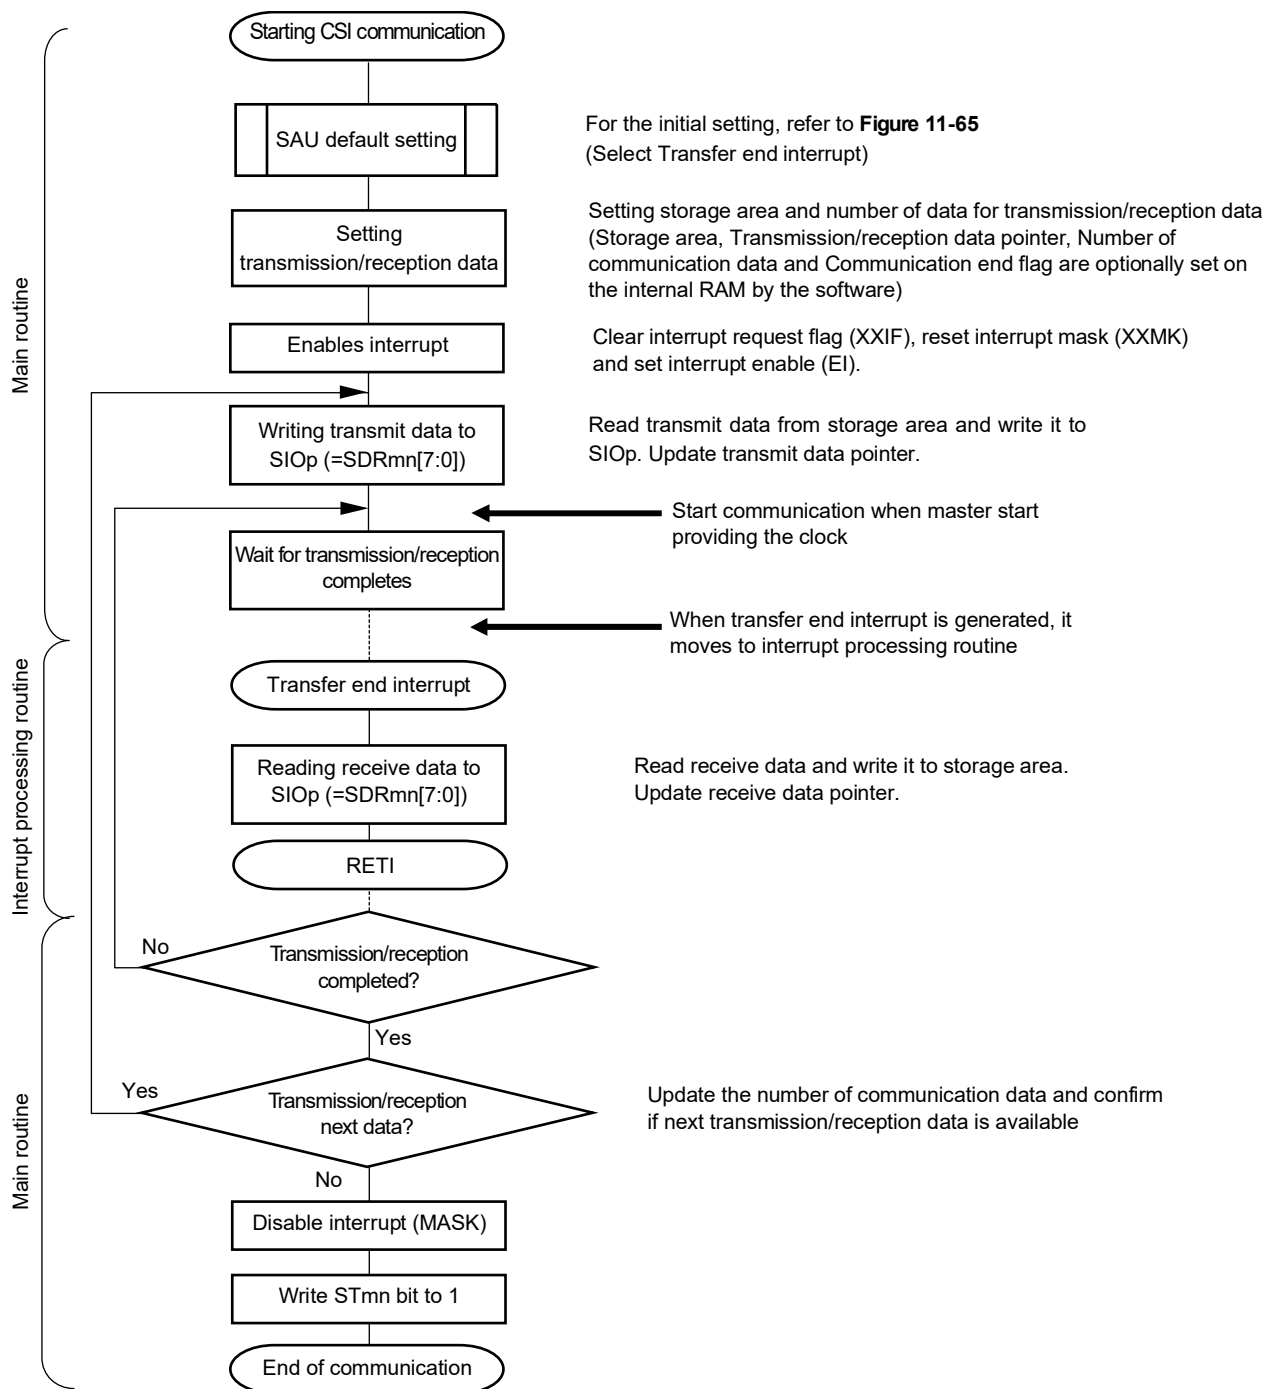 Starting CSI communication
SAU default setting
For the initial setting, refer to Figure 11-65
(Select Transfer end interrupt)
Setting
transmission/reception data
Setting storage area and number of data for transmission/reception data
(Storage area, Transmission/reception data pointer, Number of
communication data and Communication end flag are optionally set on
the internal RAM by the software)
Main routine
Enables interrupt
Clear interrupt request flag (XXIF), reset interrupt mask (XXMK)
and set interrupt enable (EI).
Writing transmit data to
SIOp (=SDRmn[7:0])
Read transmit data from storage area and write it to
SIOp. Update transmit data pointer.
Start communication when master start
providing the clock
Wait for transmission/reception
completes
When transfer end interrupt is generated, it
moves to interrupt processing routine
Transfer end interrupt
Interrupt processing routine
Reading receive data to
SIOp (=SDRmn[7:0])
Read receive data and write it to storage area.
Update receive data pointer.
RETI
No
Transmission/reception
completed?
Yes
Yes
Transmission/reception
next data?
Update the number of communication data and confirm
if next transmission/reception data is available
Main routine
No
Disable interrupt (MASK)
Write STmn bit to 1
End of communication